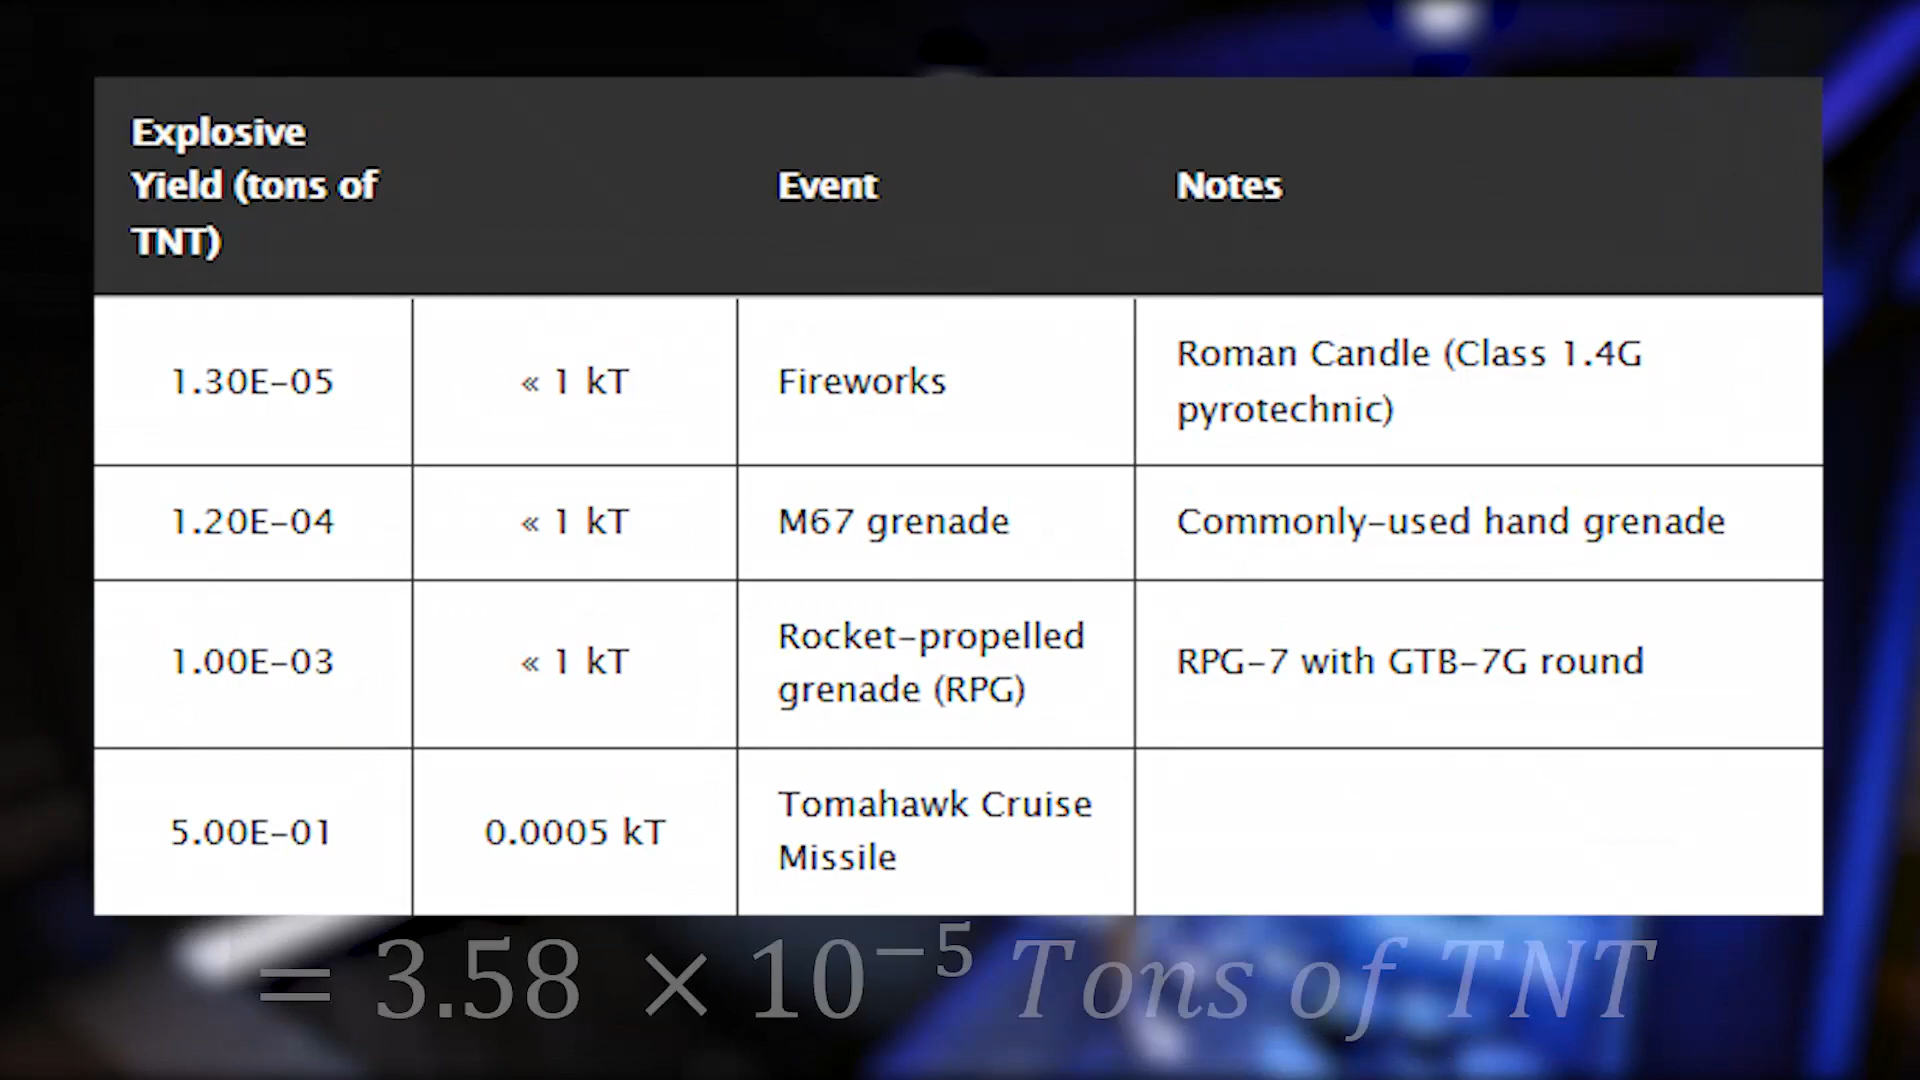 Explosive
Yield (tons of
TNT)
Event
Notes
1.30E-05
« 1 kT
Fireworks
Roman Candle (Class 1.4G
pyrotechnic)
1.20E-04
« 1 kT
M67 grenade
Commonly-used hand grenade
1.00E-03
« 1 kT
Rocket-propelled
grenade (RPG)
RPG-7 with GTB-7G round
5.00E-01
0.0005 kT
Tomahawk Cruise
Missile
= 3.58 × 10⁻⁵ Tons of TNT